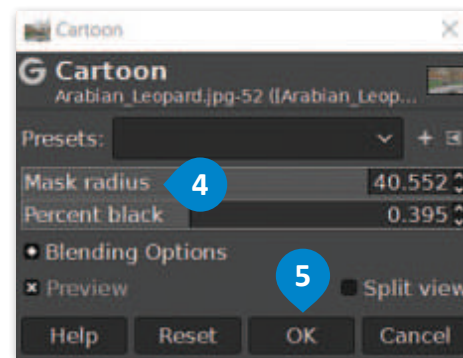 Cartoon
G Cartoon
Arabian_Leopard.jpg-52 ([Arabian_Leop...
Presets:
Mask radius 4 40.552
Percent black 0.395
Blending Options
5
Preview Split view
Help Reset OK Cancel